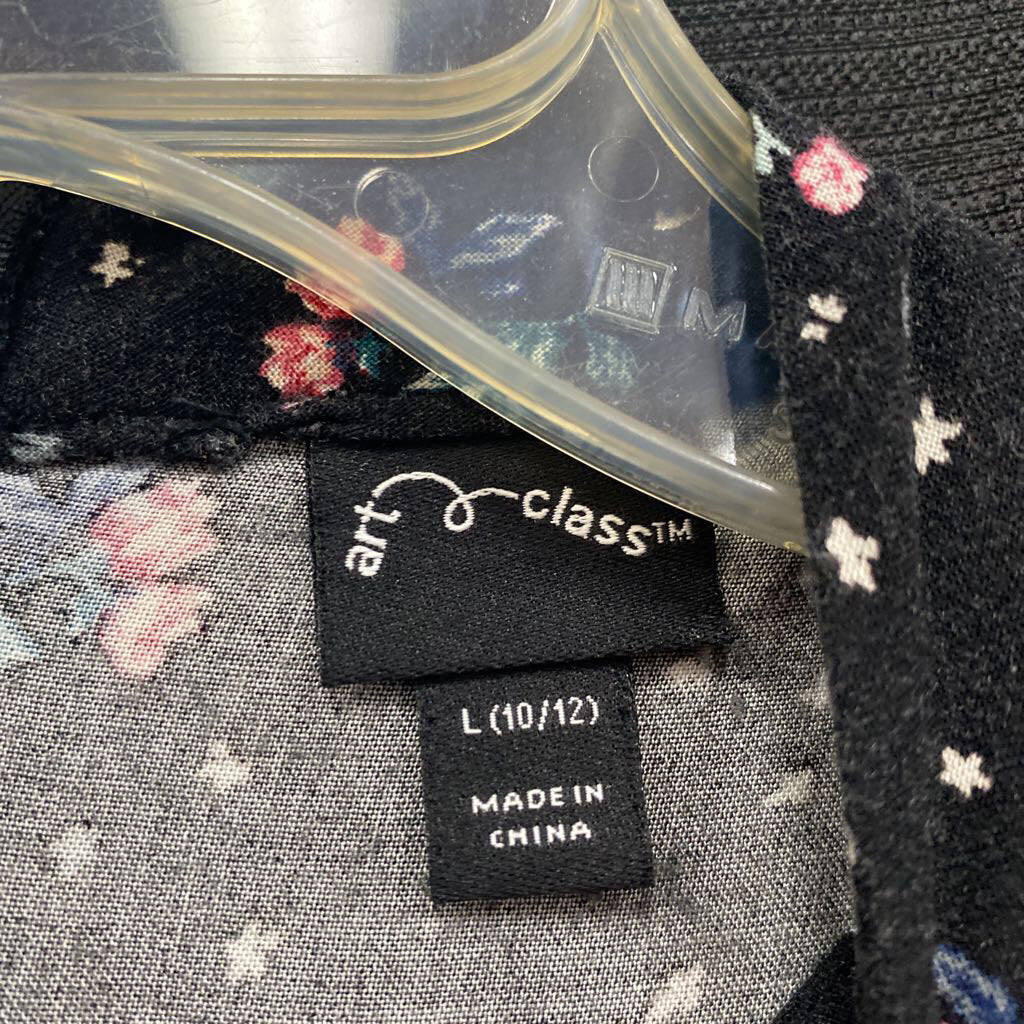 art class™
L (10/12)
MADE IN
CHINA